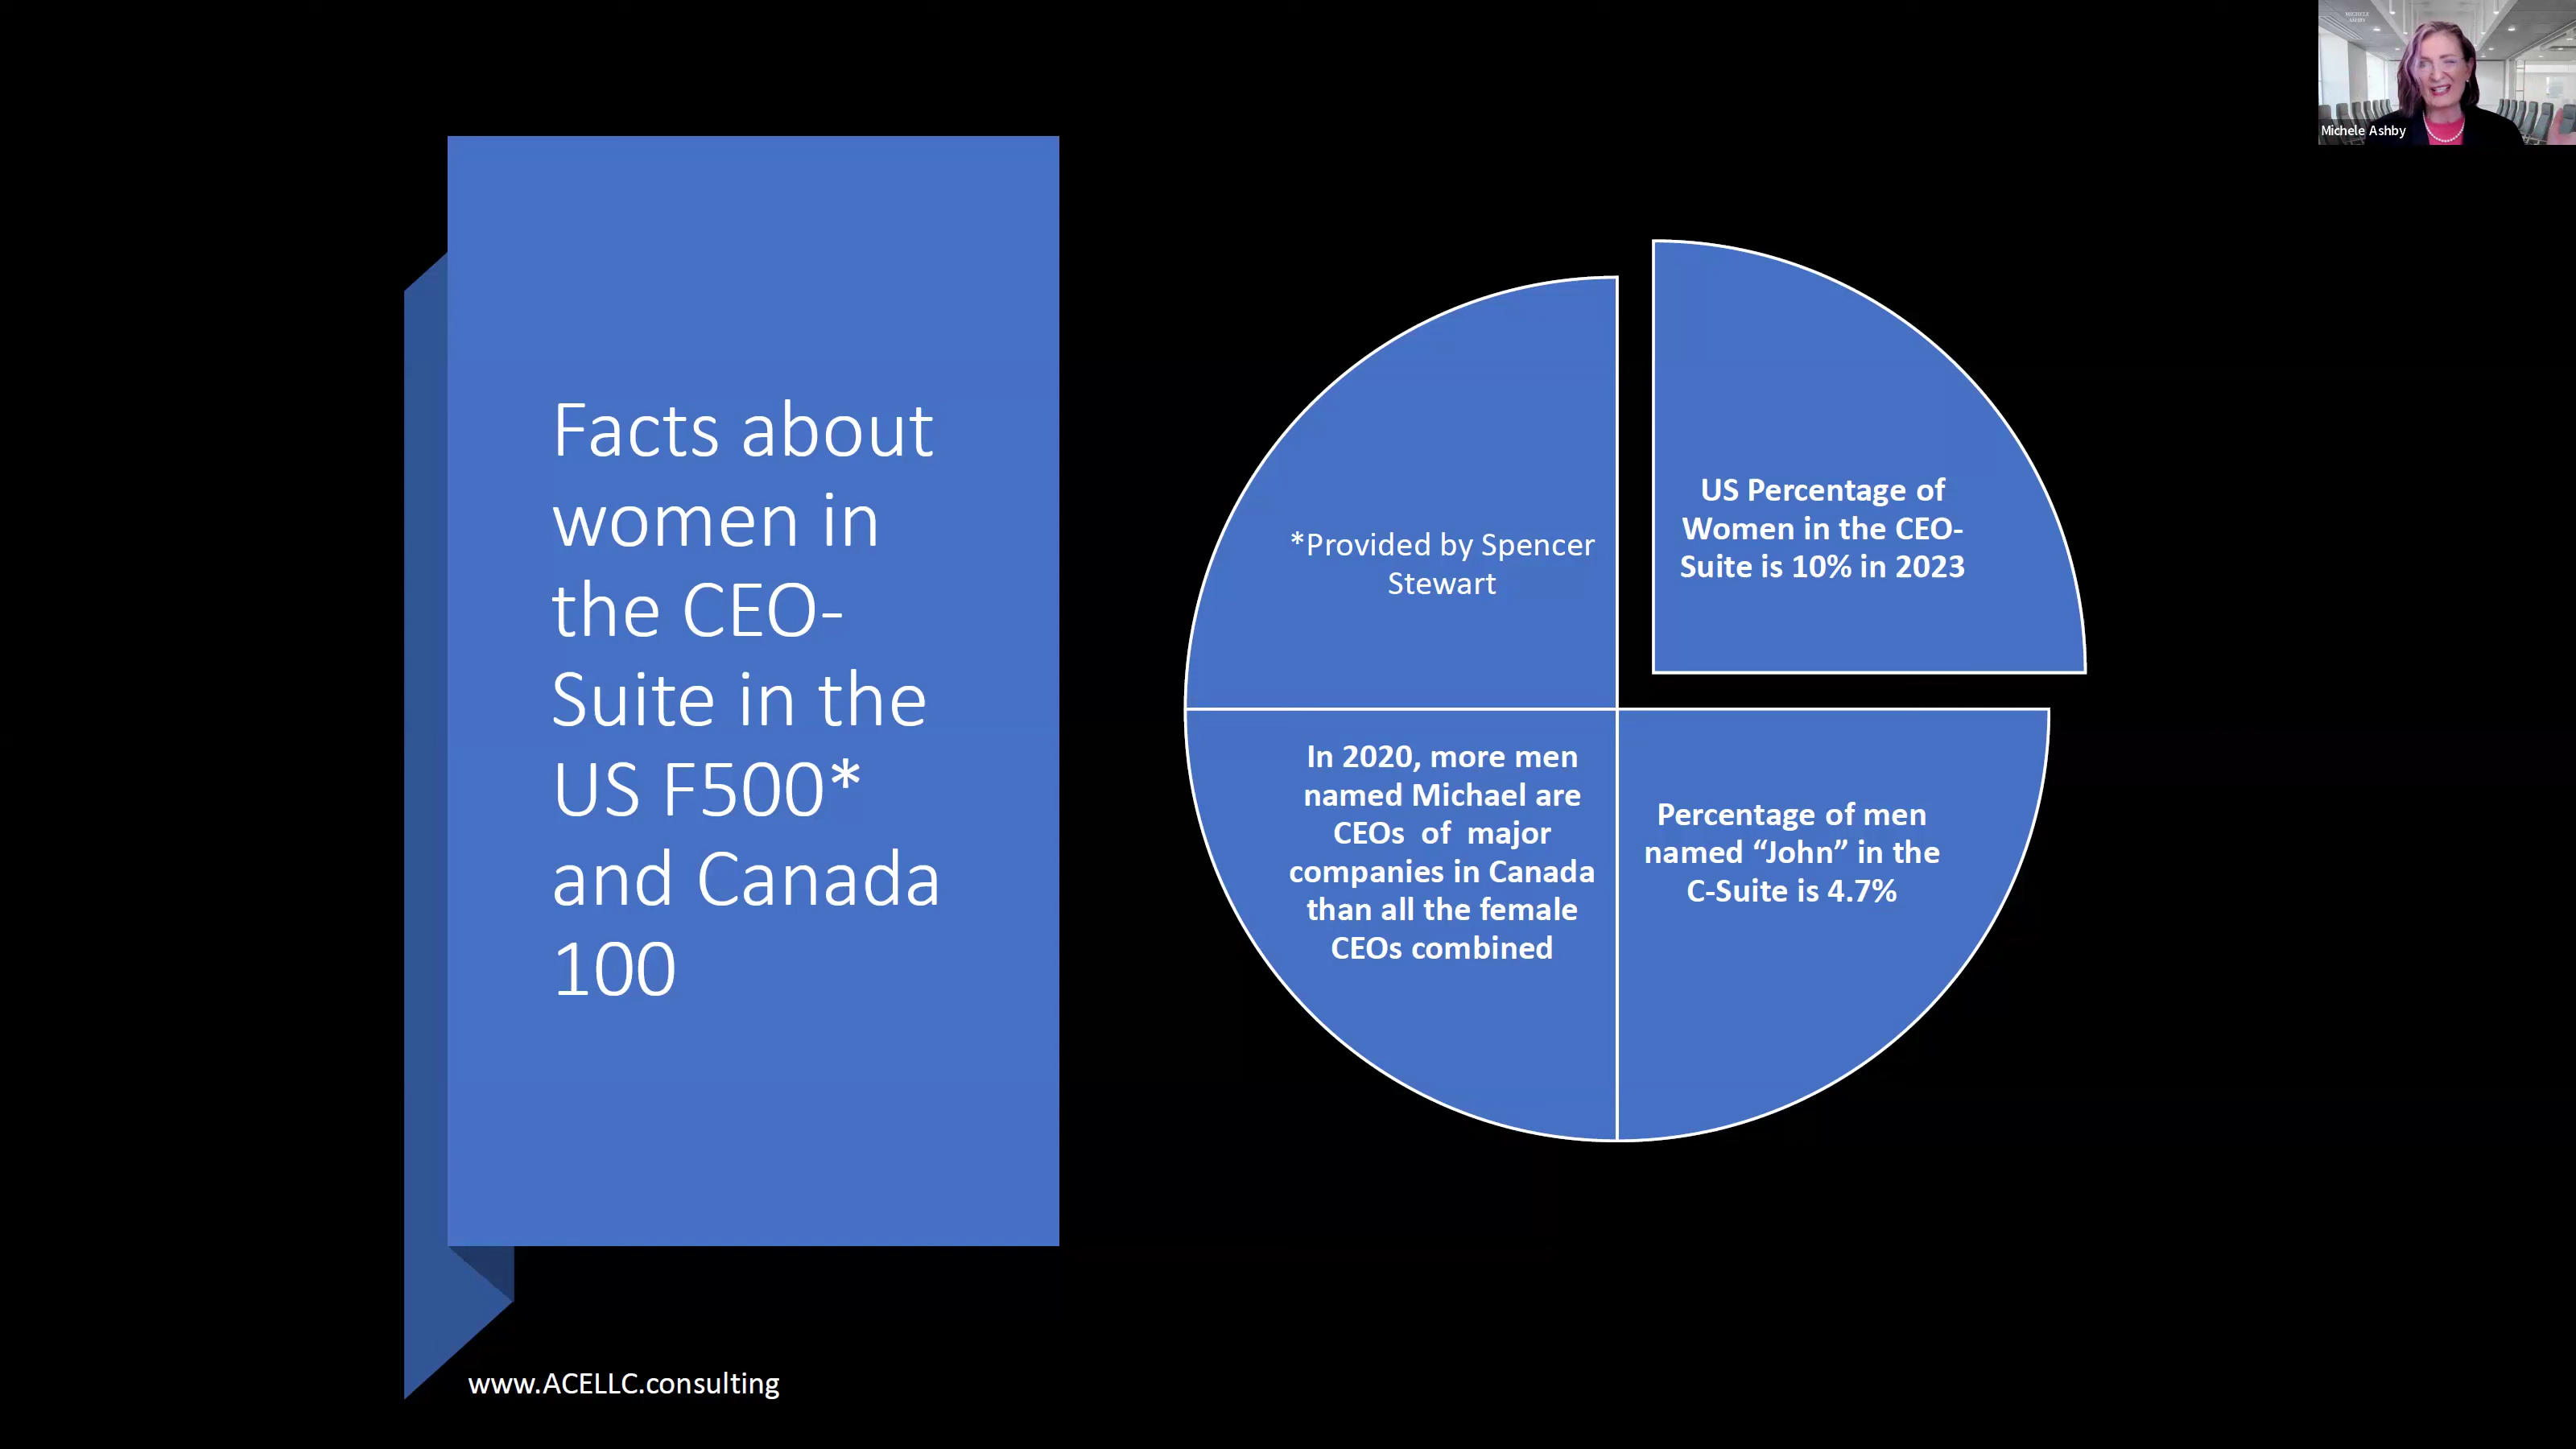 Facts about
women in
the CEO-
Suite in the
US F500*
and Canada
100
*Provided by Spencer
Stewart
US Percentage of
Women in the CEO-
Suite is 10% in 2023
In 2020, more men
named Michael are
CEOs of major
companies in Canada
than all the female
CEOs combined
Percentage of men
named “John” in the
C-Suite is 4.7%
www.ACELLC.consulting
MICHELE
ASHBY
Michele Ashby